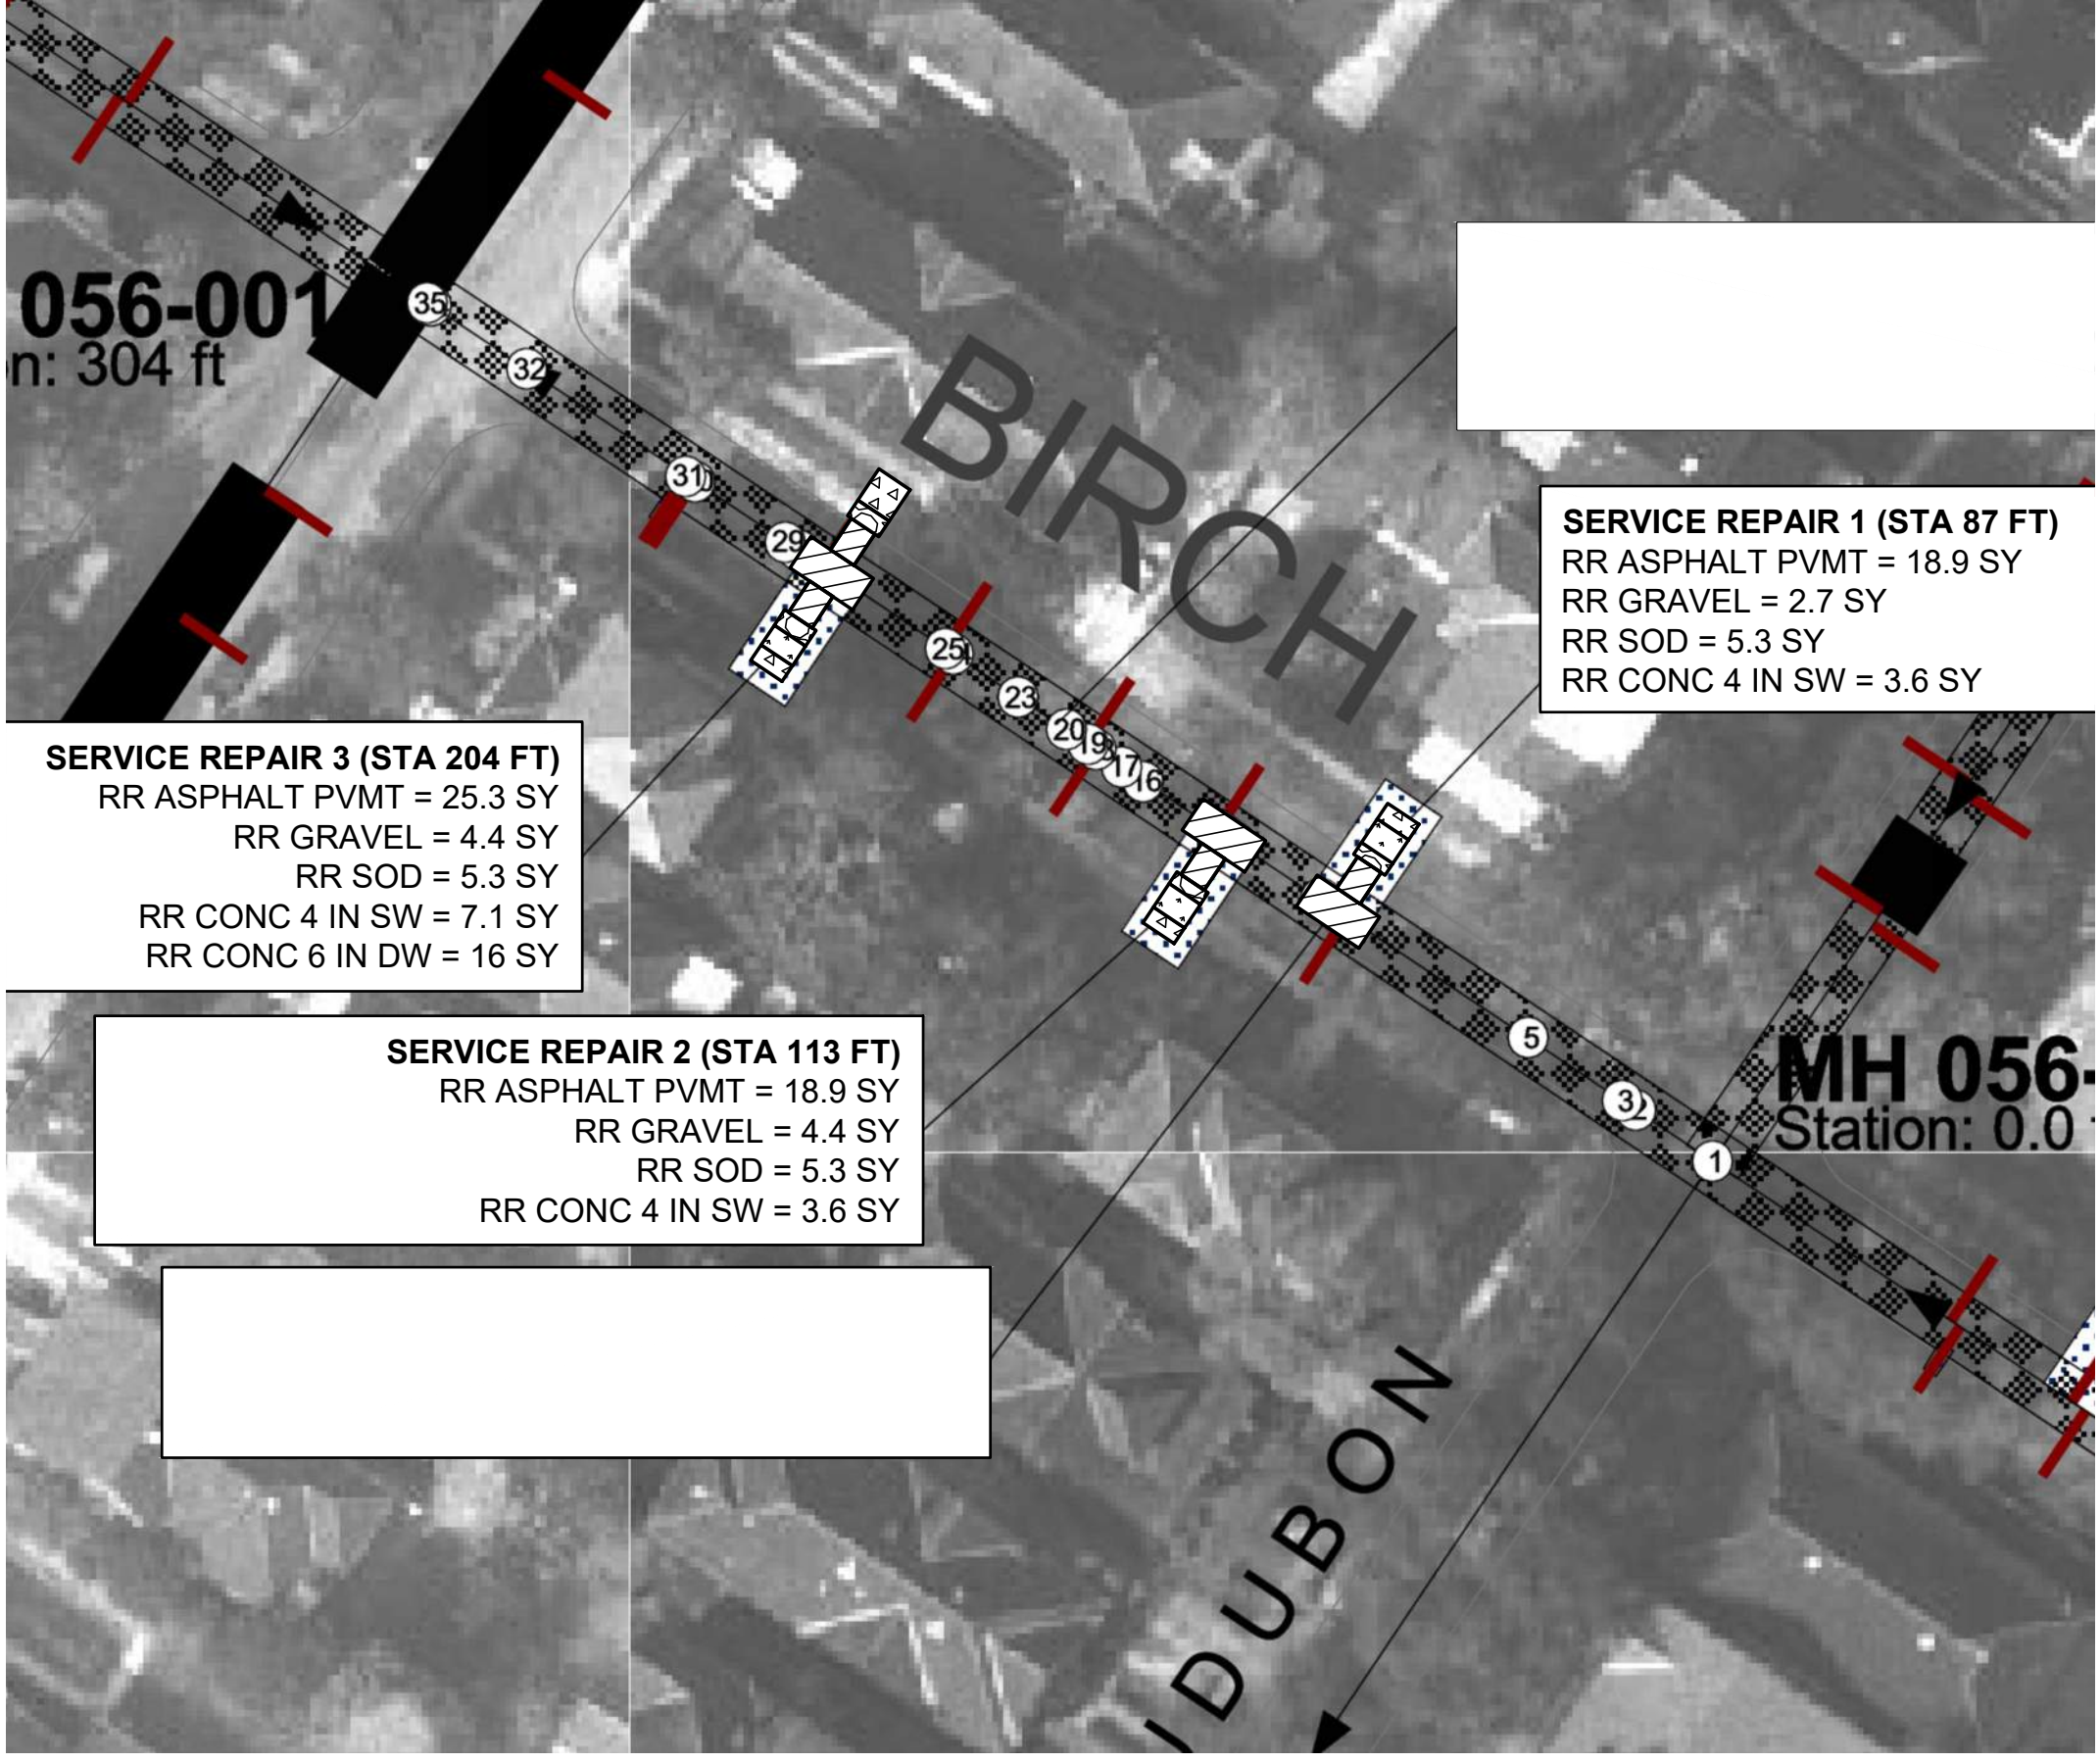 056-001
n: 304 ft
35
32
31
29
BIRCH
25
23
20
19
17
16
SERVICE REPAIR 1 (STA 87 FT)
RR ASPHALT PVMT = 18.9 SY
RR GRAVEL = 2.7 SY
RR SOD = 5.3 SY
RR CONC 4 IN SW = 3.6 SY
SERVICE REPAIR 3 (STA 204 FT)
RR ASPHALT PVMT = 25.3 SY
RR GRAVEL = 4.4 SY
RR SOD = 5.3 SY
RR CONC 4 IN SW = 7.1 SY
RR CONC 6 IN DW = 16 SY
SERVICE REPAIR 2 (STA 113 FT)
RR ASPHALT PVMT = 18.9 SY
RR GRAVEL = 4.4 SY
RR SOD = 5.3 SY
RR CONC 4 IN SW = 3.6 SY
5
3
2
1
MH 056-
Station: 0.0
UDUBON